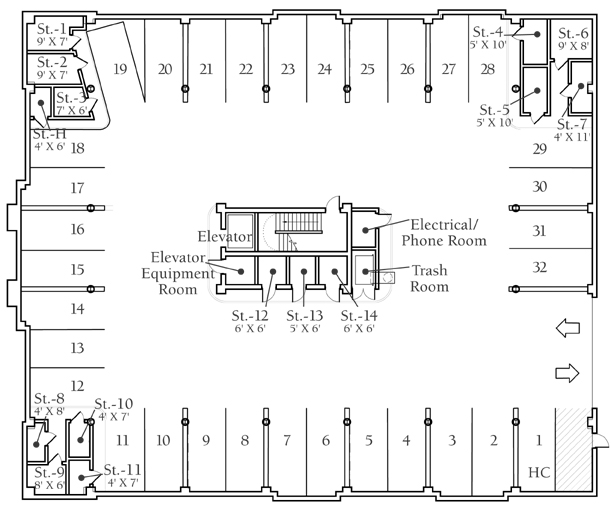 St.-1
9' X 7'
St.-2
9' X 7'
St.-3
7' X 6'
St.-H
4' X 6'
19
20
21
22
23
24
25
26
27
28
St.-4
5' X 10'
St.-6
9' X 8'
St.-5
5' X 10'
St.-7
4' X 11'
18
17
16
15
14
13
12
29
30
31
32
Elevator
Elevator
Equipment
Room
Electrical/
Phone Room
Trash
Room
St.-12
6' X 6'
St.-13
5' X 6'
St.-14
6' X 6'
St.-8
4' X 8'
St.-10
4' X 7'
St.-9
8' X 6'
St.-11
4' X 7'
11
10
9
8
7
6
5
4
3
2
1
HC